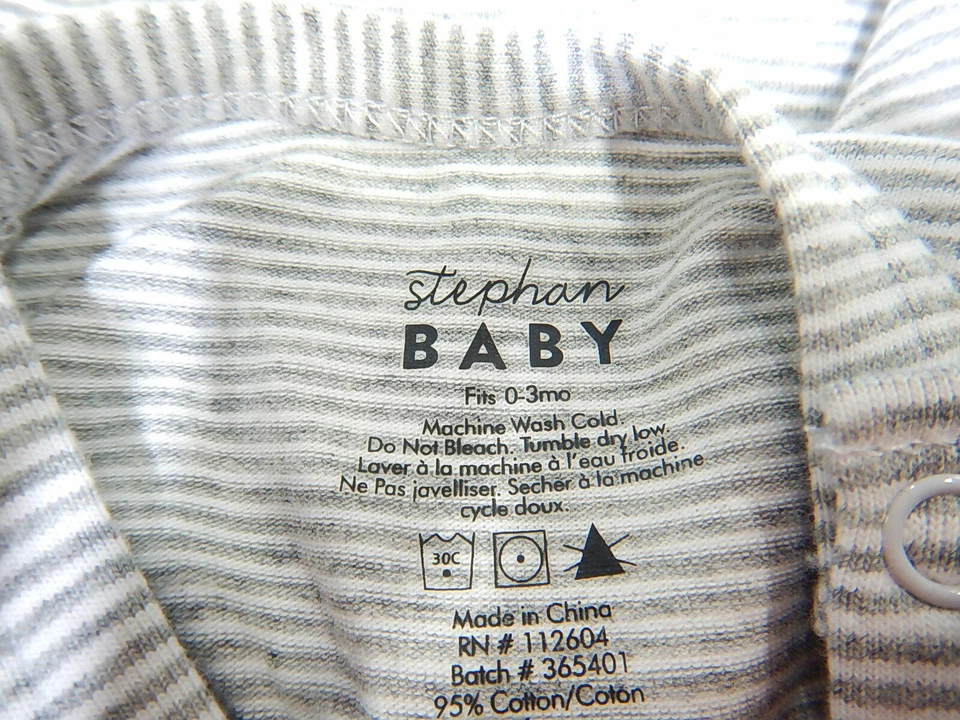 stephan
BABY
Fits 0-3mo
Machine Wash Cold.
Do Not Bleach. Tumble dry low.
Laver à la machine à l'eau froide.
Ne Pas javelliser. Secher à la machine
cycle doux.
30C
Made in China
RN # 112604
Batch # 365401
95% Cotton/Coton